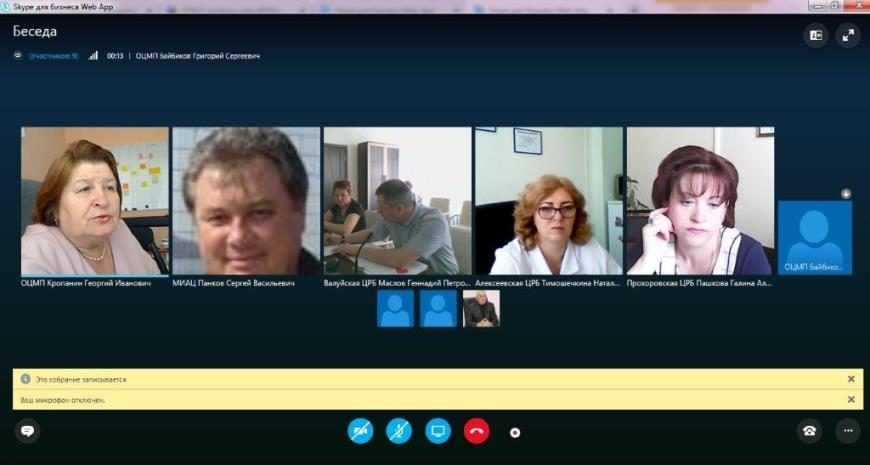 Skype для бизнеса Web App
Беседа
(Участников: 9) 00:13 | ОЦМП Байбиков Григорий Сергеевич
ОЦМП Кропанин Георгий Иванович
МИАЦ Панков Сергей Васильевич
Валуйская ЦРБ Маслов Геннадий Петро...
Алексеевская ЦРБ Тимошечкина Натал...
Прохоровская ЦРБ Пашкова Галина Ал...
ОЦМП Байбико...
Это собрание записывается
Ваш микрофон отключен.